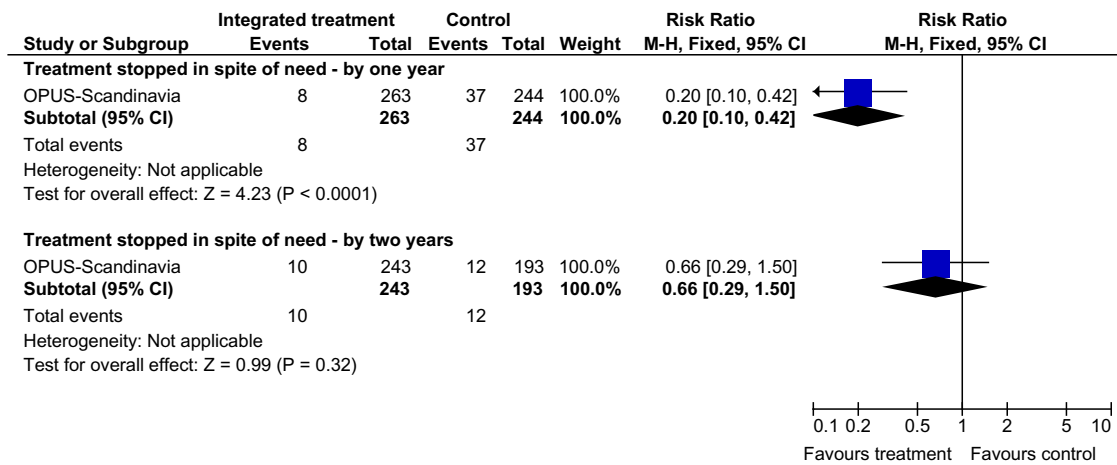 Integrated treatment Control Risk Ratio Risk Ratio
Study or Subgroup Events Total Events Total Weight M-H, Fixed, 95% CI M-H, Fixed, 95% CI
Treatment stopped in spite of need - by one year
OPUS-Scandinavia 8 263 37 244 100.0% 0.20 [0.10, 0.42]
Subtotal (95% CI) 263 244 100.0% 0.20 [0.10, 0.42]
Total events 8 37
Heterogeneity: Not applicable
Test for overall effect: Z = 4.23 (P < 0.0001)
Treatment stopped in spite of need - by two years
OPUS-Scandinavia 10 243 12 193 100.0% 0.66 [0.29, 1.50]
Subtotal (95% CI) 243 193 100.0% 0.66 [0.29, 1.50]
Total events 10 12
Heterogeneity: Not applicable
Test for overall effect: Z = 0.99 (P = 0.32)
0.1 0.2 0.5 1 2 5 10
Favours treatment Favours control